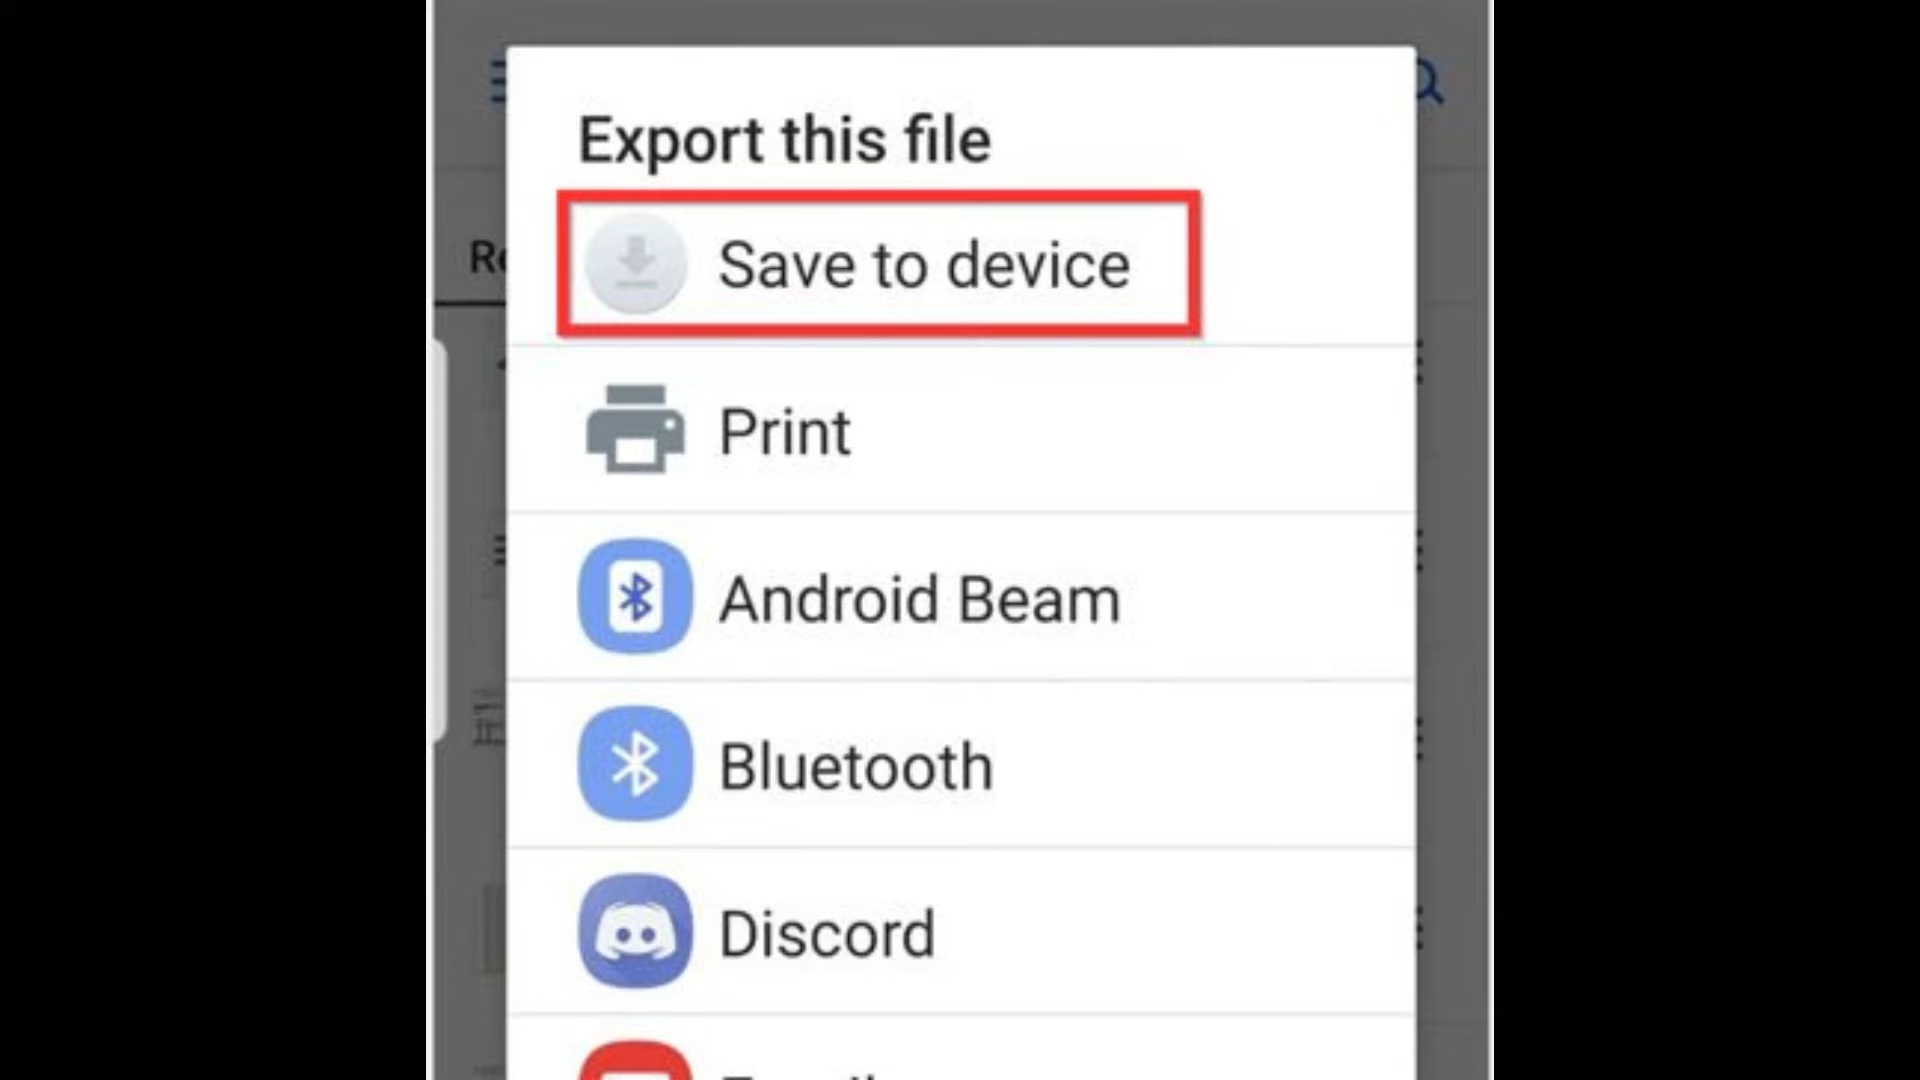 Export this file
Save to device
Print
Android Beam
Bluetooth
Discord